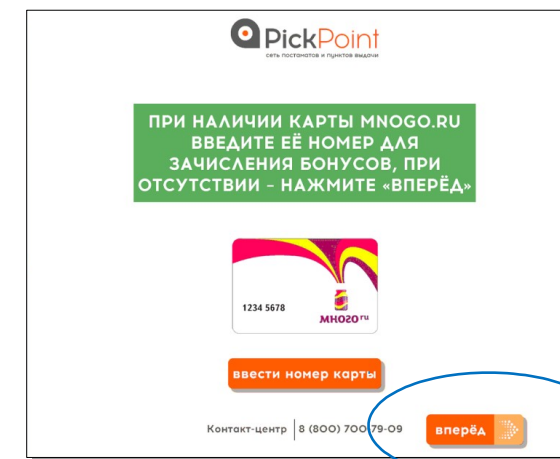 PickPoint
сеть постаматов и пунктов выдачи
ПРИ НАЛИЧИИ КАРТЫ MNOGO.RU
ВВЕДИТЕ ЕЁ НОМЕР ДЛЯ
ЗАЧИСЛЕНИЯ БОНУСОВ, ПРИ
ОТСУТСТВИИ – НАЖМИТЕ «ВПЕРЁД»
1234 5678
МНОГО ru
ввести номер карты
Контакт-центр 8 (800) 700-79-09
вперёд